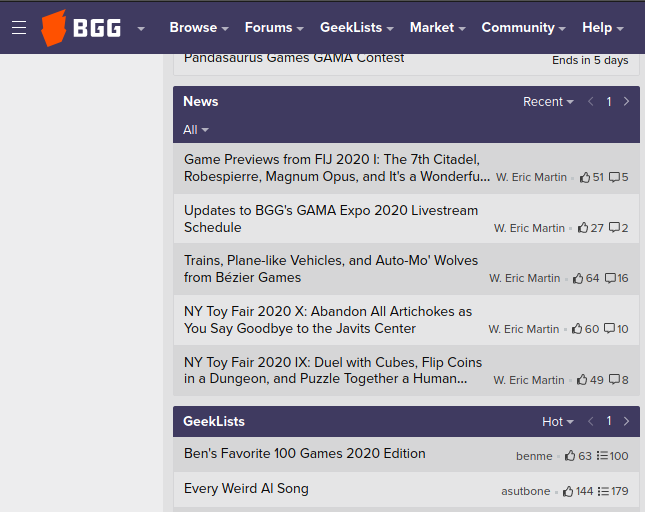 BGG Browse Forums GeekLists Market Community Help
Pandasaurus Games GAMA Contest Ends in 5 days
News Recent 1
All
Game Previews from FIJ 2020 I: The 7th Citadel,
Robespierre, Magnum Opus, and It's a Wonderfu... W. Eric Martin 51 5
Updates to BGG's GAMA Expo 2020 Livestream
Schedule W. Eric Martin 27 2
Trains, Plane-like Vehicles, and Auto-Mo' Wolves
from Bézier Games W. Eric Martin 64 16
NY Toy Fair 2020 X: Abandon All Artichokes as
You Say Goodbye to the Javits Center W. Eric Martin 60 10
NY Toy Fair 2020 IX: Duel with Cubes, Flip Coins
in a Dungeon, and Puzzle Together a Human... W. Eric Martin 49 8
GeekLists Hot 1
Ben's Favorite 100 Games 2020 Edition benme 63 100
Every Weird Al Song asutbone 144 179